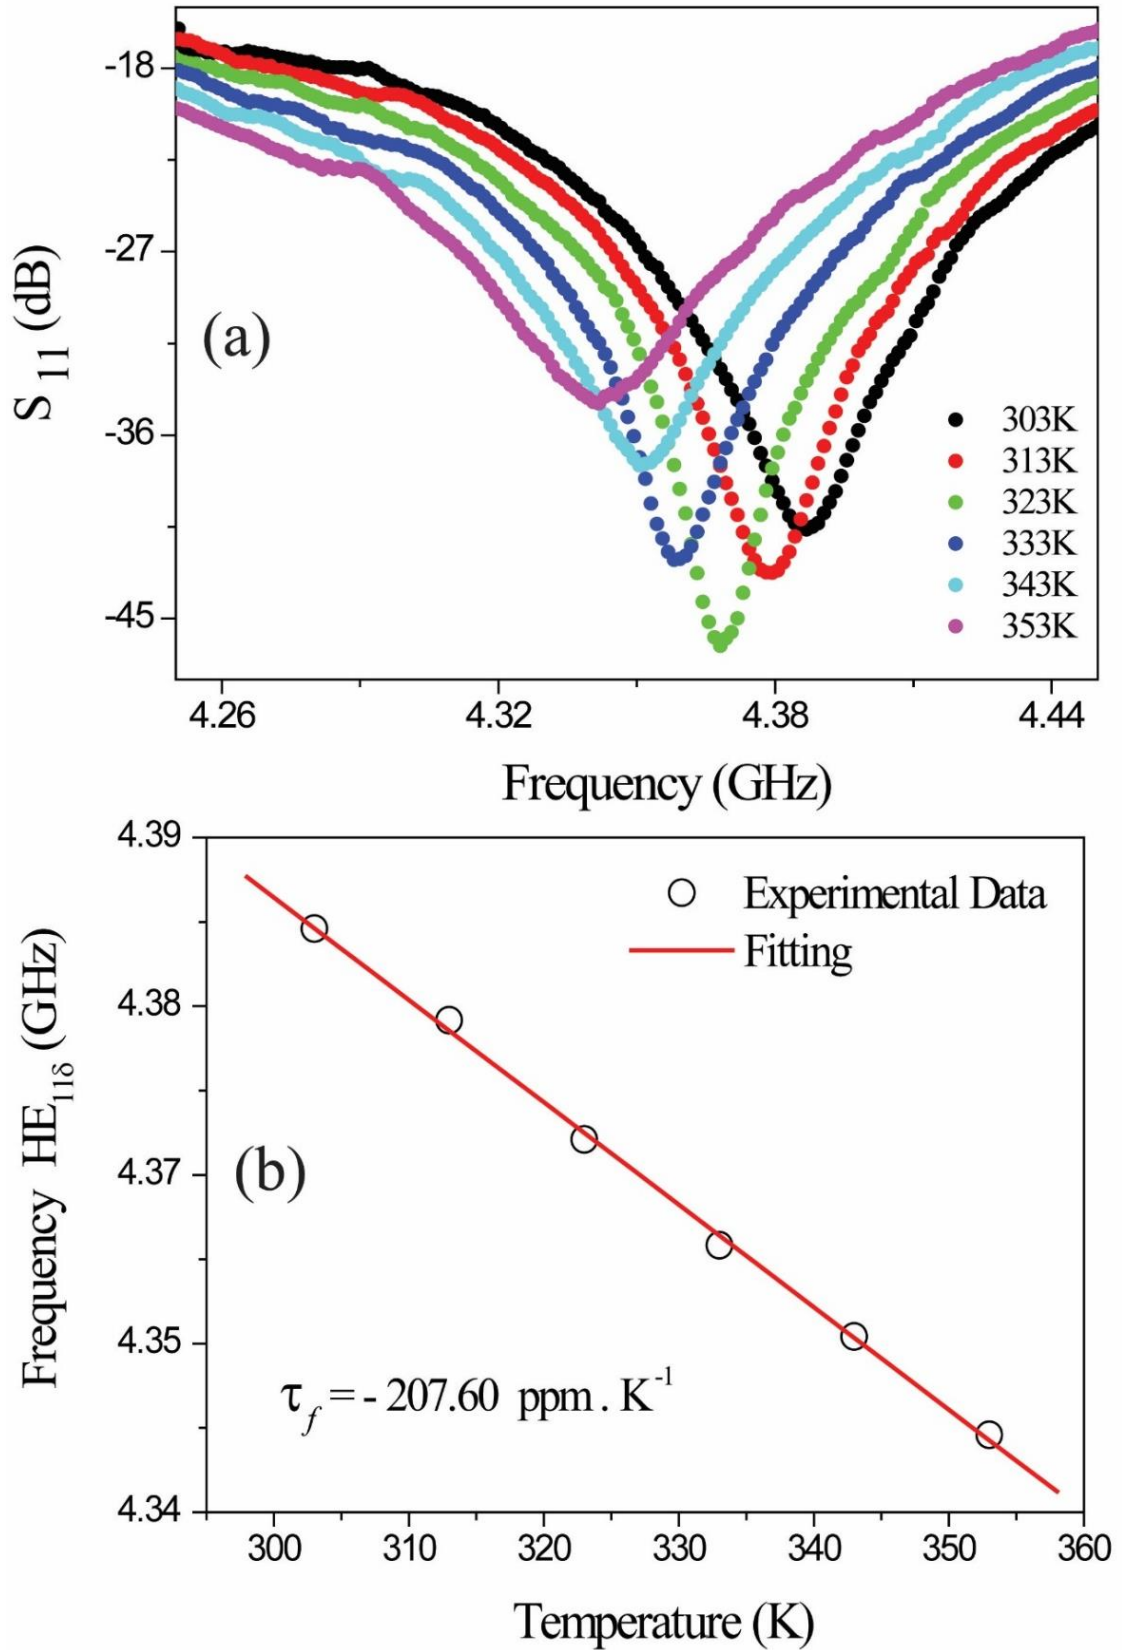 -18
-27
-36
-45
S 11 (dB)
(a)
303K
313K
323K
333K
343K
353K
4.26 4.32 4.38 4.44
Frequency (GHz)
4.39
4.38
4.37
4.35
4.34
Frequency HE11δ (GHz)
Experimental Data
Fitting
(b)
τf = - 207.60 ppm . K-1
300 310 320 330 340 350 360
Temperature (K)